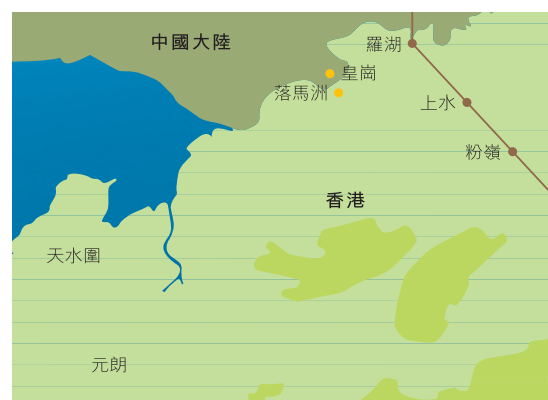 中國大陸
羅湖
皇崗
落馬洲
上水
粉嶺
香港
天水圍
元朗